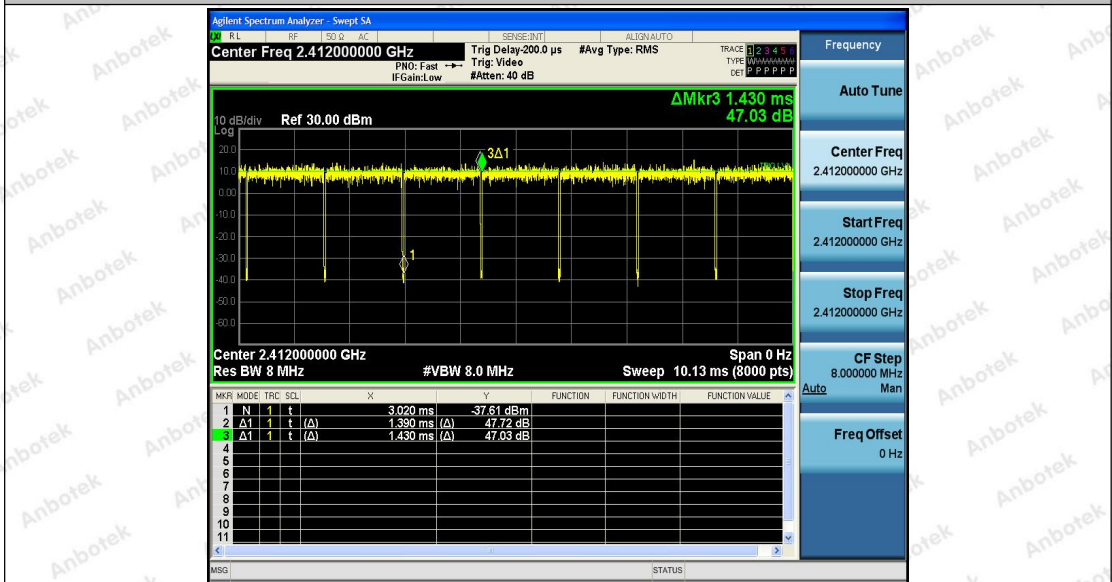 Agilent Spectrum Analyzer - Swept SA
RL RF 50 Ω AC SENSE:INT ALIGNAUTO
Center Freq 2.412000000 GHz
PNO: Fast
IFGain:Low
Trig Delay-200.0 µs #Avg Type: RMS
Trig: Video
#Atten: 40 dB
TRACE 1 2 3 4 5 6
TYPE
DET P P P P P P
ΔMkr3 1.430 ms
47.03 dB
10 dB/div Ref 30.00 dBm
Log
20.0
10.0
0.00
-10.0
-20.0
-30.0
-40.0
-50.0
-60.0
3Δ1
1
Center 2.412000000 GHz Span 0 Hz
Res BW 8 MHz #VBW 8.0 MHz Sweep 10.13 ms (8000 pts)
MKR MODE TRC SCL X Y FUNCTION FUNCTION WIDTH FUNCTION VALUE
1 N 1 t 3.020 ms -37.61 dBm
2 Δ1 1 t (Δ) 1.390 ms (Δ) 47.72 dB
3 Δ1 1 t (Δ) 1.430 ms (Δ) 47.03 dB
4
5
6
7
8
9
10
11
MSG STATUS
Frequency
Auto Tune
Center Freq
2.412000000 GHz
Start Freq
2.412000000 GHz
Stop Freq
2.412000000 GHz
CF Step
8.000000 MHz
Auto Man
Freq Offset
0 Hz
Anbotek